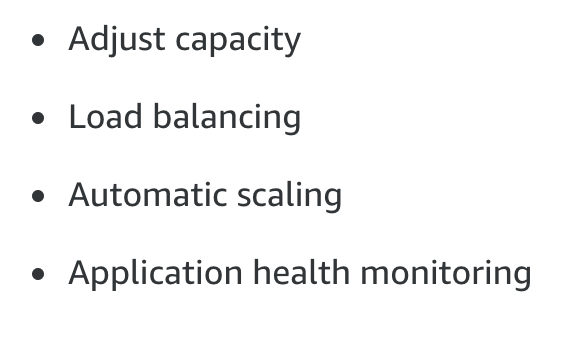 • Adjust capacity
• Load balancing
• Automatic scaling
• Application health monitoring